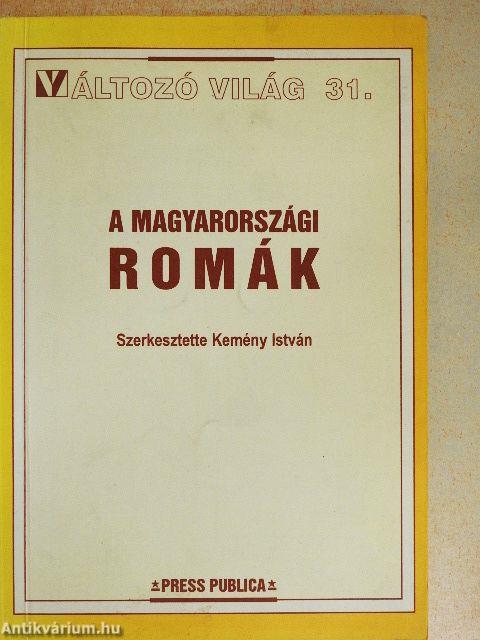 VÁLTOZÓ VILÁG 31.
A MAGYARORSZÁGI
ROMÁK
Szerkesztette Kemény István
PRESS PUBLICA
Antikvárium.hu